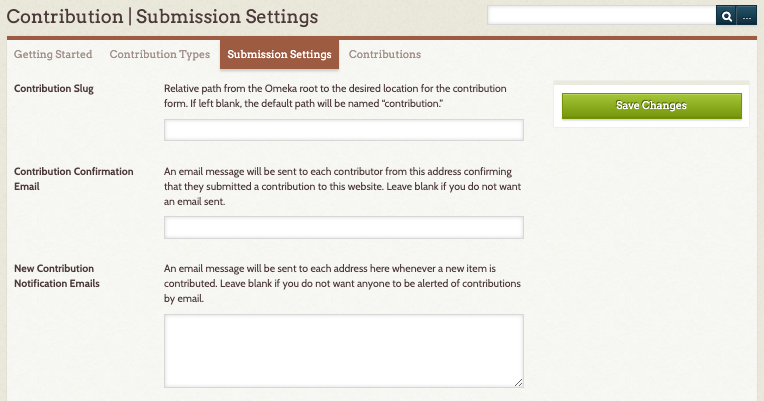 Contribution | Submission Settings
...
Getting Started Contribution Types Submission Settings Contributions
Contribution Slug
Relative path from the Omeka root to the desired location for the contribution
form. If left blank, the default path will be named “contribution.”
Save Changes
Contribution Confirmation
Email
An email message will be sent to each contributor from this address confirming
that they submitted a contribution to this website. Leave blank if you do not want
an email sent.
New Contribution
Notification Emails
An email message will be sent to each address here whenever a new item is
contributed. Leave blank if you do not want anyone to be alerted of contributions
by email.